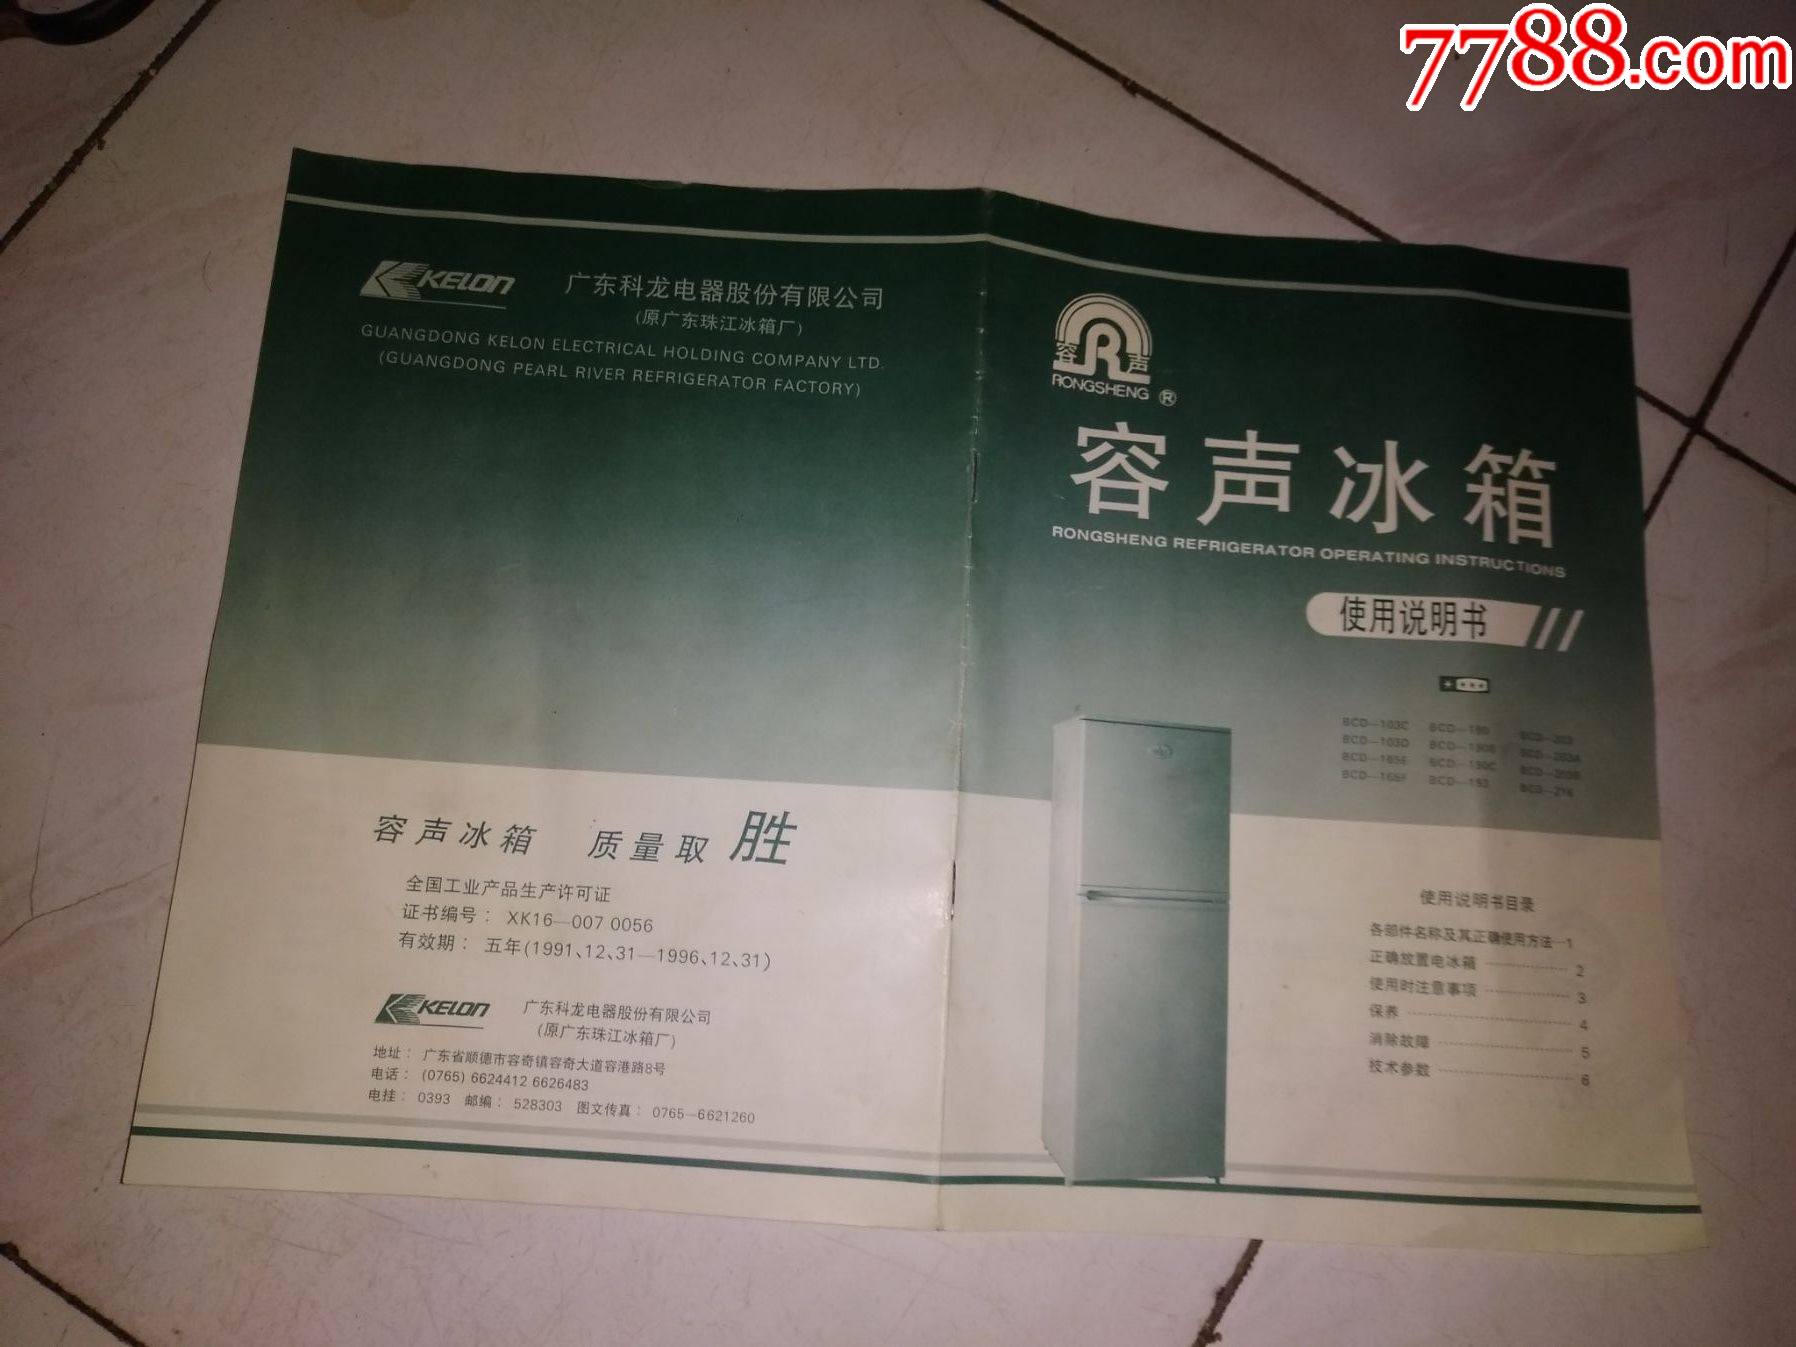 7788.com
KELON
广东科龙电器股份有限公司
(原广东珠江冰箱厂)
GUANGDONG KELON ELECTRICAL HOLDING COMPANY LTD.
(GUANGDONG PEARL RIVER REFRIGERATOR FACTORY)
容声冰箱 质量取胜
全国工业产品生产许可证
证书编号：XK16—007 0056
有效期：五年(1991、12、31—1996、12、31)
KELON
广东科龙电器股份有限公司
(原广东珠江冰箱厂)
地址：广东省顺德市容奇镇容奇大道容港路8号
电话：(0765) 6624412 6626483
电挂：0393 邮编：528303 图文传真：0765—6621260
容 R 声
RONGSHENG ®
容声冰箱
RONGSHENG REFRIGERATOR OPERATING INSTRUCTIONS
使用说明书
BCD—103C
BCD—103D
使用说明书目录
各部件名称及其正确使用方法—1
正确放置电冰箱 ………… 2
使用时注意事项 ………… 3
保养 ………… 4
消除故障 ………… 5
技术参数 ………… 6